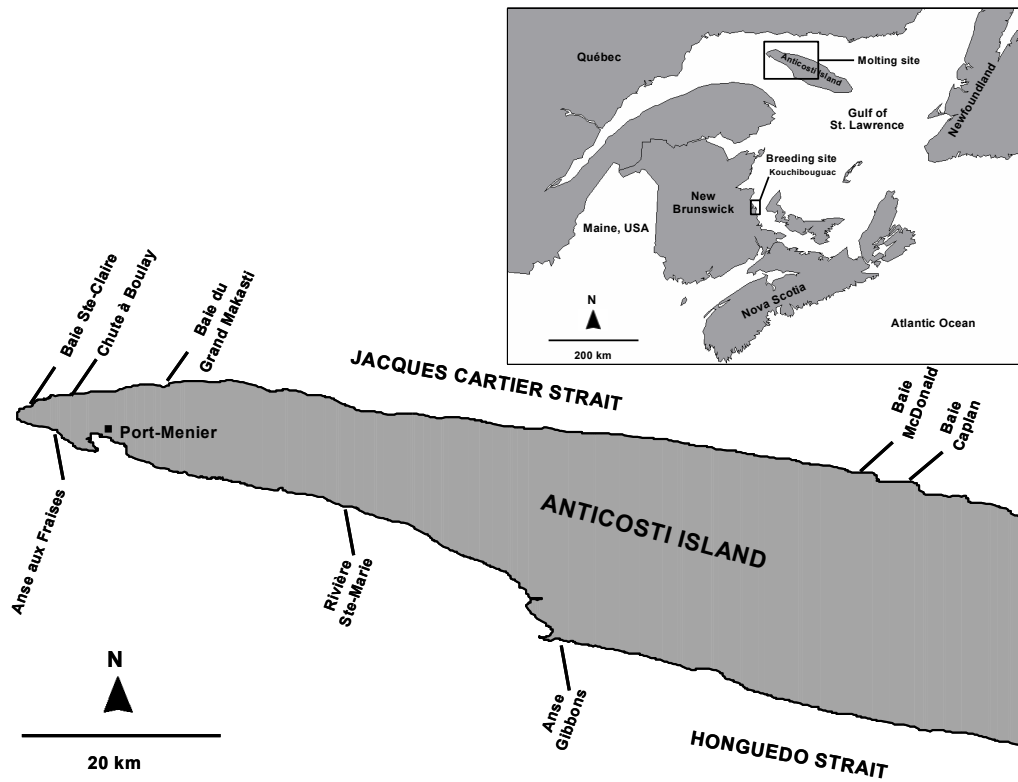 Québec
Anticosti Island
Molting site
Gulf of
St. Lawrence
Newfoundland
Breeding site
Kouchibouguac
New
Brunswick
Maine, USA
Nova Scotia
N
200 km
Atlantic Ocean
Baie Ste-Claire
Chute à Boulay
Baie du
Grand Makasti
JACQUES CARTIER STRAIT
Baie
McDonald
Baie
Caplan
Port-Menier
ANTICOSTI ISLAND
Anse aux Fraises
Rivière
Ste-Marie
Anse
Gibbons
HONGUEDO STRAIT
N
20 km